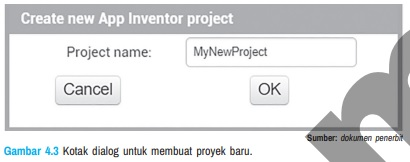 Create new App Inventor project
Project name:
MyNewProject
Cancel
OK
Sumber: dokumen penerbit
Gambar 4.3 Kotak dialog untuk membuat proyek baru.